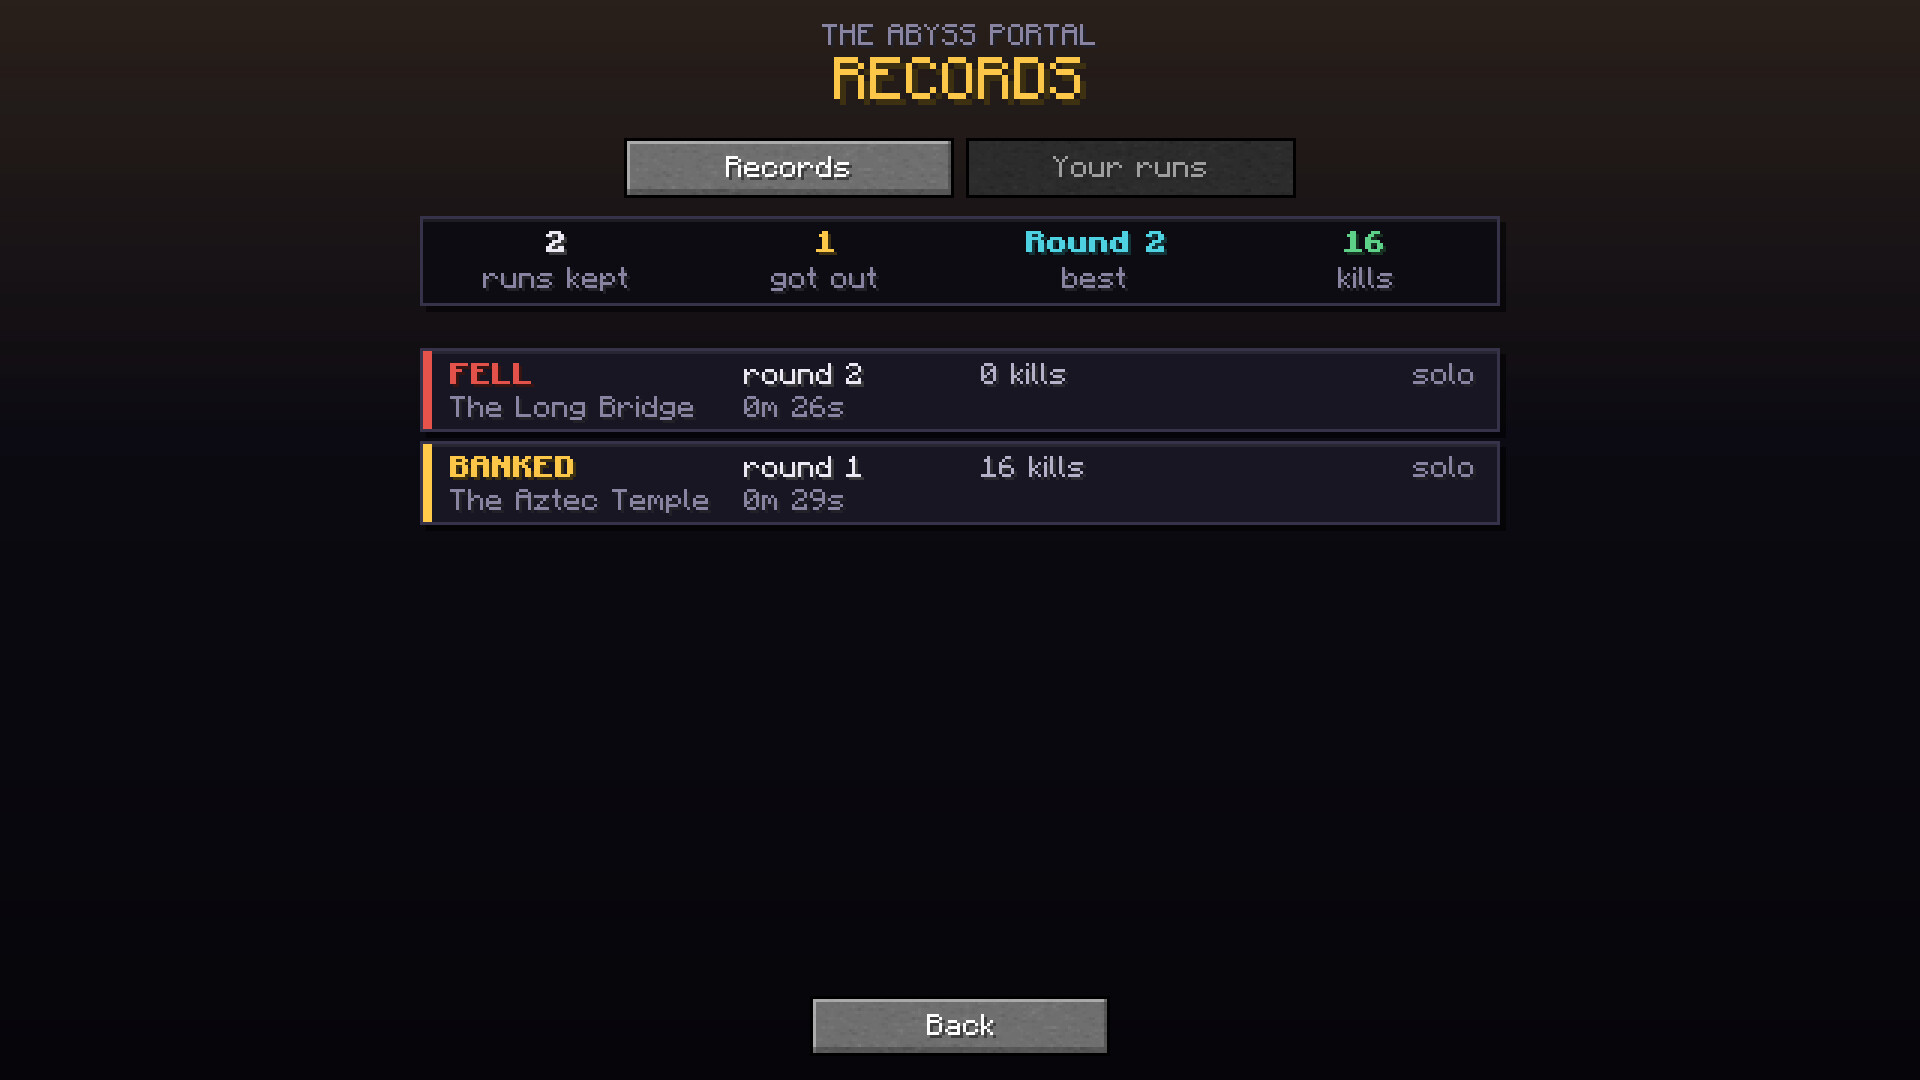 THE ABYSS PORTAL
RECORDS
Records
Your runs
2 1 Round 2 16
runs kept got out best kills
FELL round 2 0 kills solo
The Long Bridge 0m 26s
BANKED round 1 16 kills solo
The Aztec Temple 0m 29s
Back